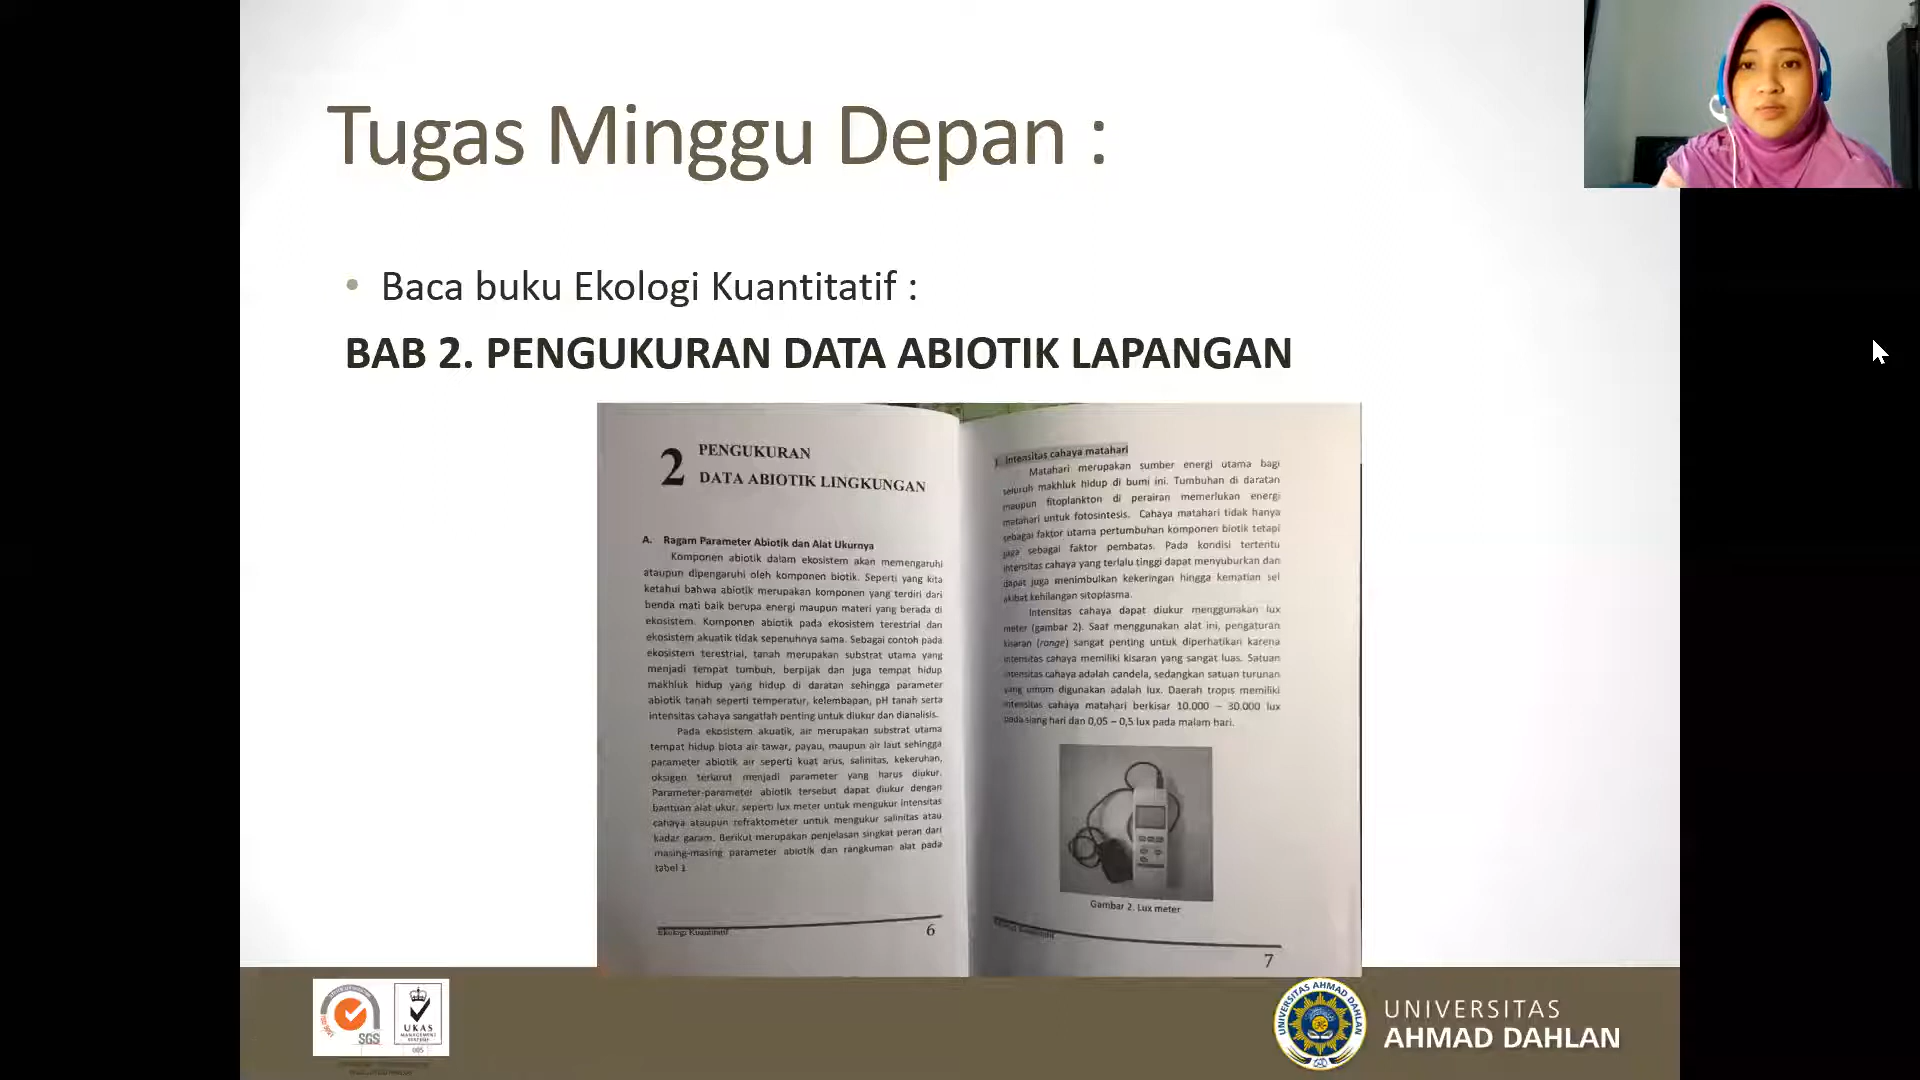 Tugas Minggu Depan :
• Baca buku Ekologi Kuantitatif :
BAB 2. PENGUKURAN DATA ABIOTIK LAPANGAN
2 PENGUKURAN
DATA ABIOTIK LINGKUNGAN
A. Ragam Parameter Abiotik dan Alat Ukurnya
Komponen abiotik dalam ekosistem akan memengaruhi
ataupun dipengaruhi oleh komponen biotik. Seperti yang kita
ketahui bahwa abiotik merupakan komponen yang terdiri dari
benda mati baik berupa energi maupun materi yang berada di
ekosistem. Komponen abiotik pada ekosistem terestrial dan
ekosistem akuatik tidak sepenuhnya sama. Sebagai contoh pada
ekosistem terestrial, tanah merupakan substrat utama yang
menjadi tempat tumbuh, berpijak dan juga tempat hidup
makhluk hidup yang hidup di daratan sehingga parameter
abiotik tanah seperti temperatur, kelembapan, pH tanah serta
intensitas cahaya sangatlah penting untuk diukur dan dianalisis.
Pada ekosistem akuatik, air merupakan substrat utama
tempat hidup biota air tawar, payau, maupun air laut sehingga
parameter abiotik air seperti kuat arus, salinitas, kekeruhan,
oksigen terlarut menjadi parameter yang harus diukur.
Parameter-parameter abiotik tersebut dapat diukur dengan
bantuan alat ukur, seperti lux meter untuk mengukur intensitas
cahaya ataupun refraktometer untuk mengukur salinitas atau
kadar garam. Berikut merupakan penjelasan singkat peran dari
masing-masing parameter abiotik dan rangkuman alat pada
tabel 1
Ekologi Kuantitatif
6
Intensitas cahaya matahari
Matahari merupakan sumber energi utama bagi
seluruh makhluk hidup di bumi ini. Tumbuhan di daratan
maupun fitoplankton di perairan memerlukan energi
matahari untuk fotosintesis. Cahaya matahari tidak hanya
sebagai faktor utama pertumbuhan komponen biotik tetapi
juga sebagai faktor pembatas. Pada kondisi tertentu
intensitas cahaya yang terlalu tinggi dapat menyuburkan dan
dapat juga menimbulkan kekeringan hingga kematian sel
akibat kehilangan sitoplasma.
Intensitas cahaya dapat diukur menggunakan lux
meter (gambar 2). Saat menggunakan alat ini, pengaturan
kisaran (range) sangat penting untuk diperhatikan karena
intensitas cahaya memiliki kisaran yang sangat luas. Satuan
intensitas cahaya adalah candela, sedangkan satuan turunan
yang umum digunakan adalah lux. Daerah tropis memiliki
intensitas cahaya matahari berkisar 10.000 – 30.000 lux
pada siang hari dan 0,05 – 0,5 lux pada malam hari.
Gambar 2. Lux meter
7
SGS
UKAS
MANAGEMENT
SYSTEMS
005
UNIVERSITAS AHMAD DAHLAN
UNIVERSITAS
AHMAD DAHLAN